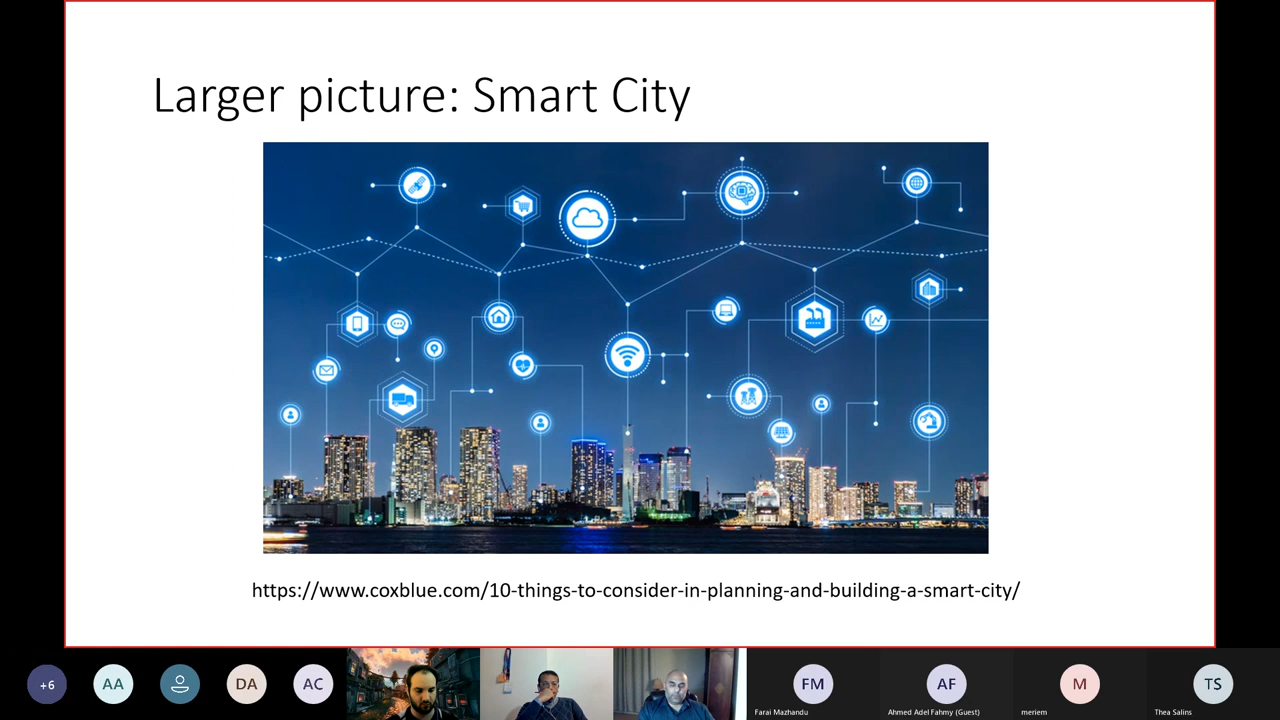 Larger picture: Smart City
https://www.coxblue.com/10-things-to-consider-in-planning-and-building-a-smart-city/
+6
AA
DA
AC
FM
AF
M
TS
Farai Mazhandu
Ahmed Adel Fahmy (Guest)
meriem
Thea Salins